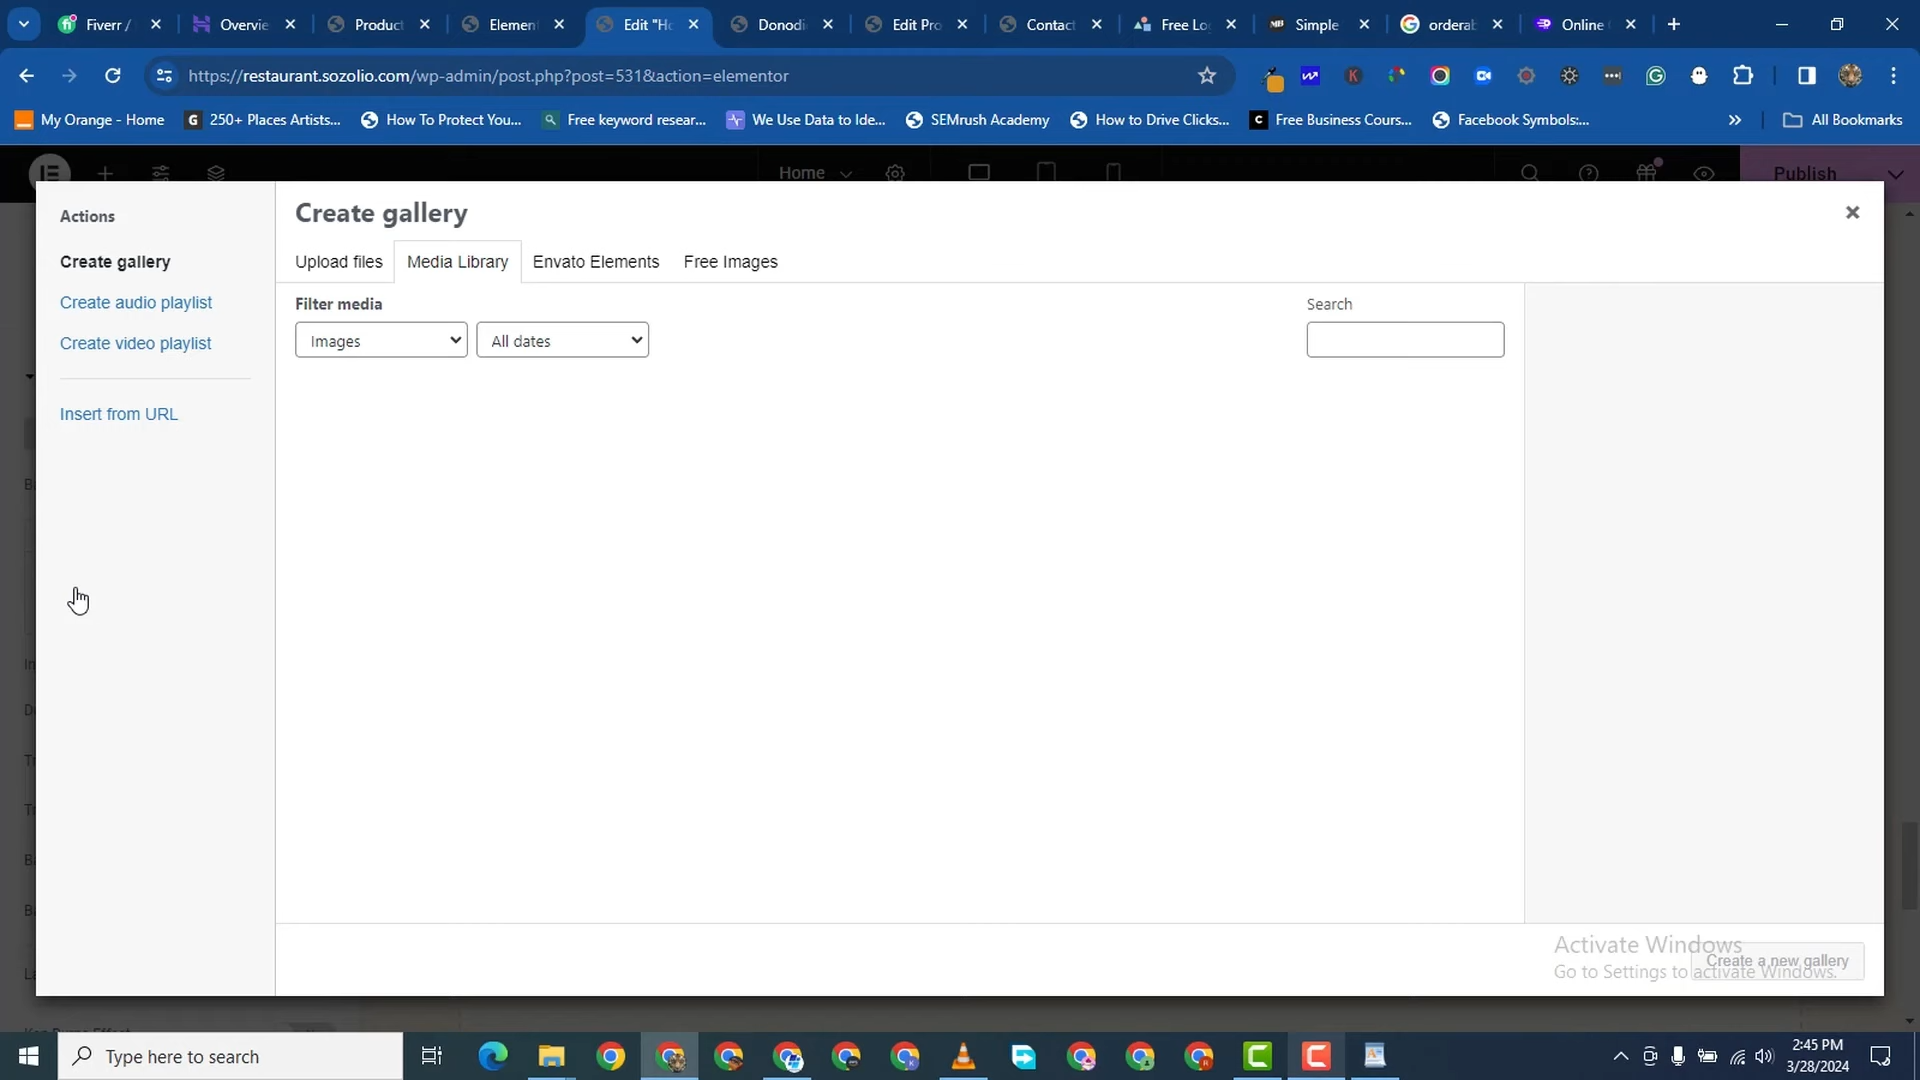 Fiverr /
Overvie
Product
Elemen
Edit "Ho
Donodi
Edit Pro
Contact
Free Lo
Simple
orderab
Online
https://restaurant.sozolio.com/wp-admin/post.php?post=531&action=elementor
My Orange - Home
250+ Places Artists...
How To Protect You...
Free keyword resear...
We Use Data to Ide...
SEMrush Academy
How to Drive Clicks...
Free Business Cours...
Facebook Symbols:...
All Bookmarks
Home
Publish
Actions
Create gallery
Create audio playlist
Create video playlist
Insert from URL
Create gallery
Upload files
Media Library
Envato Elements
Free Images
Filter media
Images
All dates
Search
Activate Windows
Go to Settings to activate Windows.
Create a new gallery
Type here to search
2:45 PM
3/28/2024